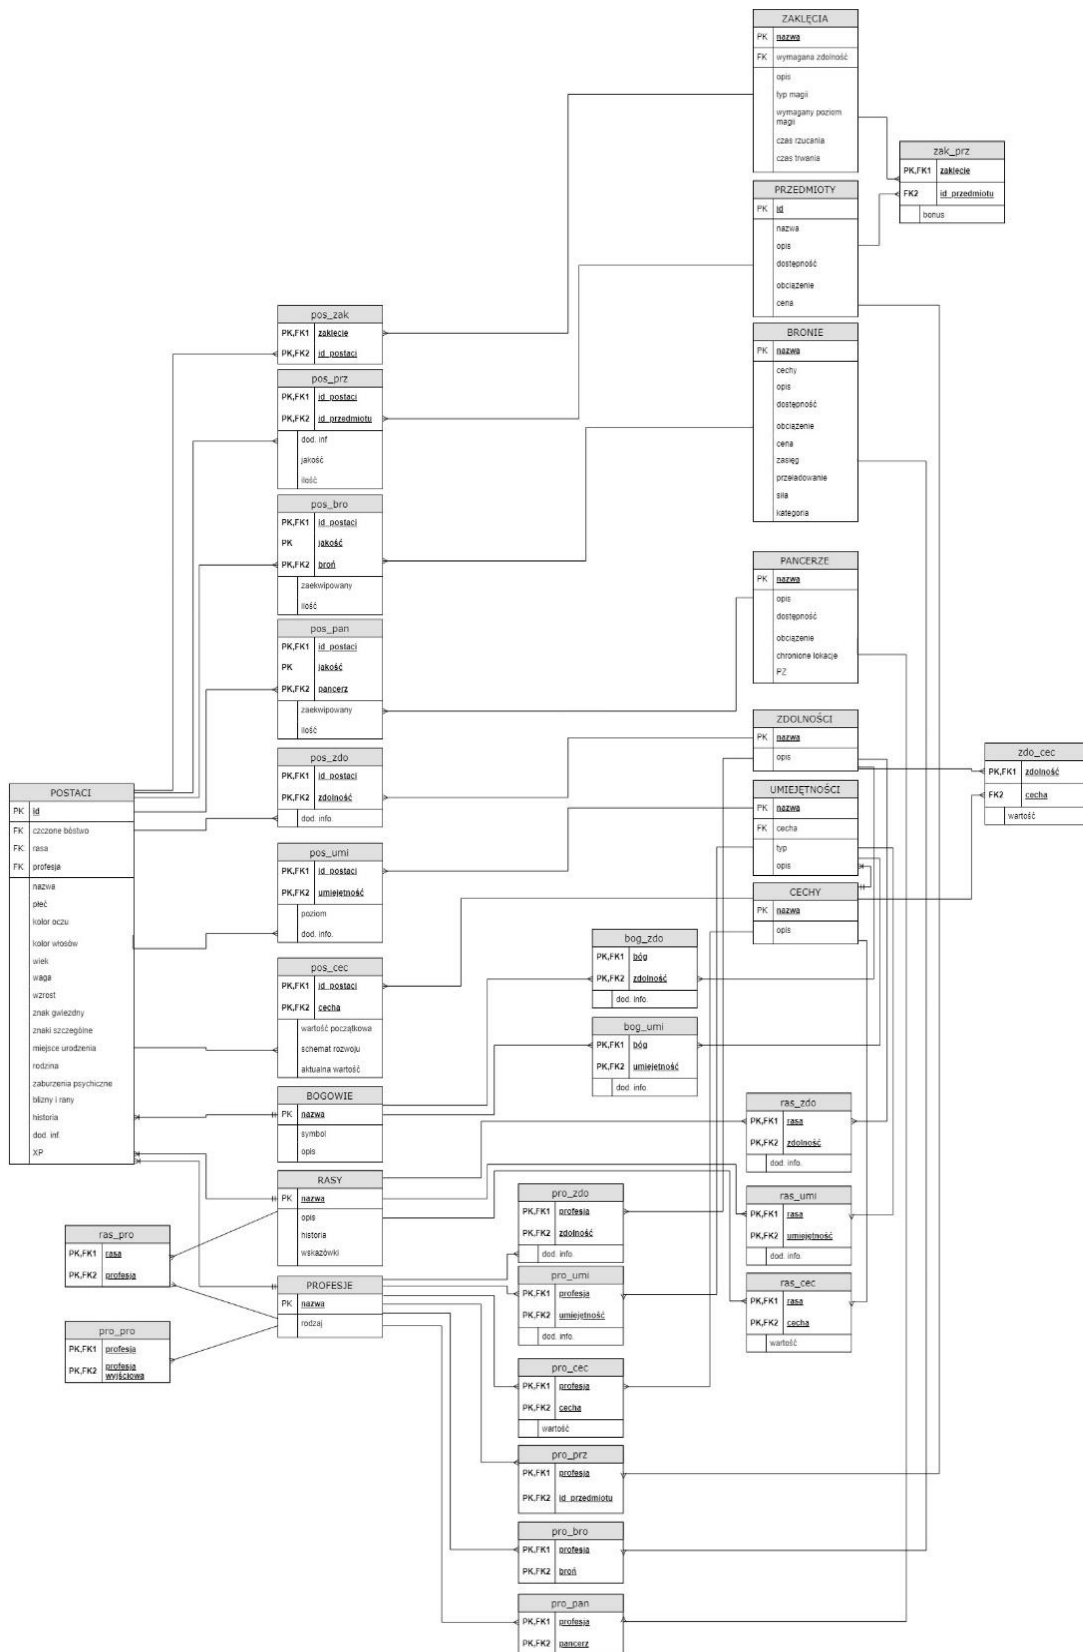 ZAKLĘCIA
PK nazwa
FK wymagana zdolność
opis
typ magii
wymagany poziom
magii
czas rzucania
czas trwania
zak_prz
PK,FK1 zaklęcie
FK2 id_przedmiotu
bonus
PRZEDMIOTY
PK id
nazwa
opis
dostępność
obciążenie
cena
pos_zak
PK,FK1 zaklęcie
PK,FK2 id_postaci
pos_prz
PK,FK1 id_postaci
PK,FK2 id_przedmiotu
dod. inf
jakość
ilość
BRONIE
PK nazwa
cechy
opis
dostępność
obciążenie
cena
zasięg
przeładowanie
siła
kategoria
pos_bro
PK,FK1 id_postaci
PK jakość
PK,FK2 broń
zaekwipowany
ilość
PANCERZE
PK nazwa
opis
dostępność
obciążenie
chronione lokacje
PZ
pos_pan
PK,FK1 id_postaci
PK jakość
PK,FK2 pancerz
zaekwipowany
ilość
ZDOLNOŚCI
PK nazwa
opis
zdo_cec
PK,FK1 zdolność
FK2 cecha
wartość
pos_zdo
PK,FK1 id_postaci
PK,FK2 zdolność
dod. info.
UMIEJĘTNOŚCI
PK nazwa
FK cecha
typ
opis
POSTACI
PK id
FK czczone bóstwo
FK rasa
FK profesja
nazwa
płeć
kolor oczu
kolor włosów
wiek
waga
wzrost
znak gwiezdny
znaki szczególne
miejsce urodzenia
rodzina
zaburzenia psychiczne
blizny i rany
historia
dod. inf.
XP
pos_umi
PK,FK1 id_postaci
PK,FK2 umiejętność
poziom
dod. info.
CECHY
PK nazwa
opis
pos_cec
PK,FK1 id_postaci
PK,FK2 cecha
wartość początkowa
schemat rozwoju
aktualna wartość
bog_zdo
PK,FK1 bóg
PK,FK2 zdolność
dod. info.
bog_umi
PK,FK1 bóg
PK,FK2 umiejętność
dod. info.
BOGOWIE
PK nazwa
symbol
opis
ras_zdo
PK,FK1 rasa
PK,FK2 zdolność
dod. info.
RASY
PK nazwa
opis
historia
wskazówki
pro_zdo
PK,FK1 profesja
PK,FK2 zdolność
dod. info.
ras_umi
PK,FK1 rasa
PK,FK2 umiejętność
dod. info.
ras_pro
PK,FK1 rasa
PK,FK2 profesja
PROFESJE
PK nazwa
rodzaj
pro_umi
PK,FK1 profesja
PK,FK2 umiejętność
dod. info.
ras_cec
PK,FK1 rasa
PK,FK2 cecha
wartość
pro_pro
PK,FK1 profesja
PK,FK2 profesja
wyjściowa
pro_cec
PK,FK1 profesja
PK,FK2 cecha
wartość
pro_prz
PK,FK1 profesja
PK,FK2 id_przedmiotu
pro_bro
PK,FK1 profesja
PK,FK2 broń
pro_pan
PK,FK1 profesja
PK,FK2 pancerz